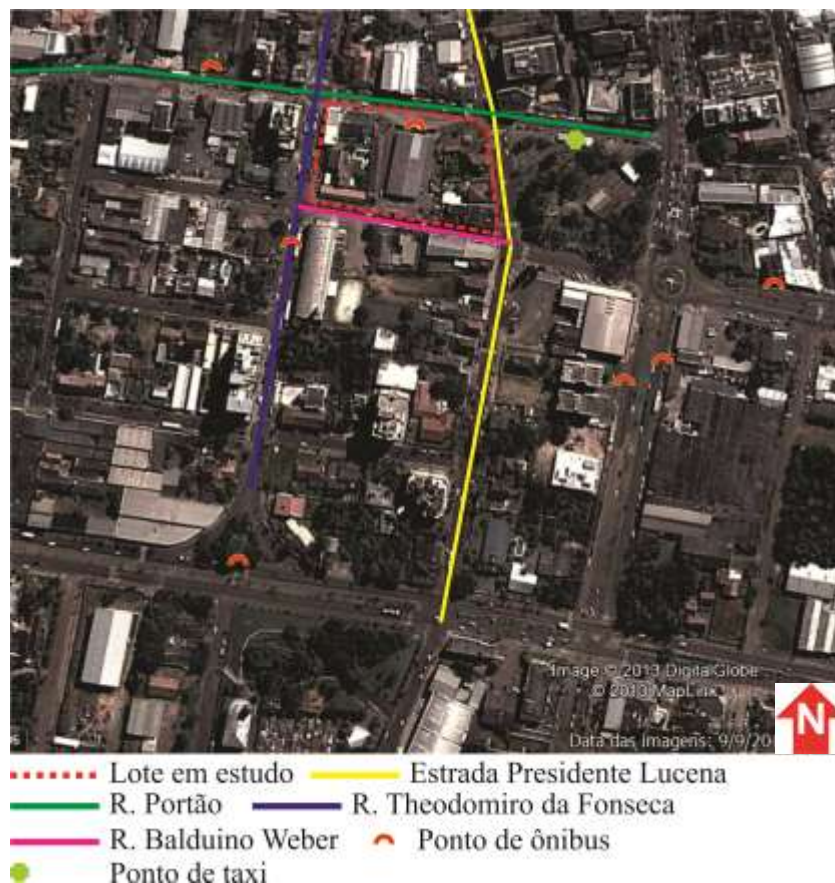 Image © 2013 DigitalGlobe
© 2013 MapLink
Data das Imagens: 9/9/201
N
Lote em estudo Estrada Presidente Lucena
R. Portão R. Theodomiro da Fonseca
R. Balduino Weber Ponto de ônibus
Ponto de taxi